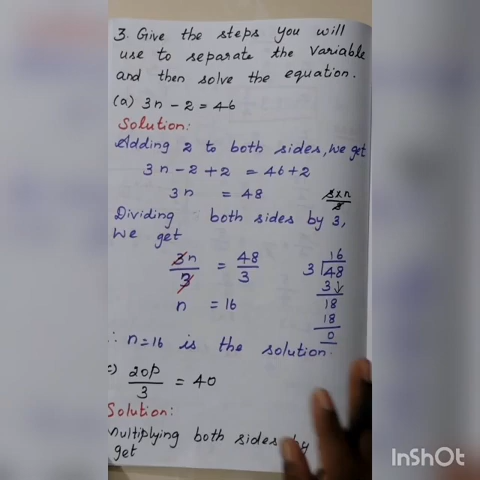 3. Give the steps you will
use to separate the variable
and then solve the equation.
(a) 3n - 2 = 46
Solution:
Adding 2 to both sides, we get
3n - 2 + 2 = 46 + 2
3n = 48
3×n/3
Dividing both sides by 3,
we get
3n/3 = 48/3
n = 16
16
3 48
3↓
18
18
0
∴ n=16 is the solution.
c) 20p/3 = 40
Solution:
Multiplying both sides by
get
InShOt